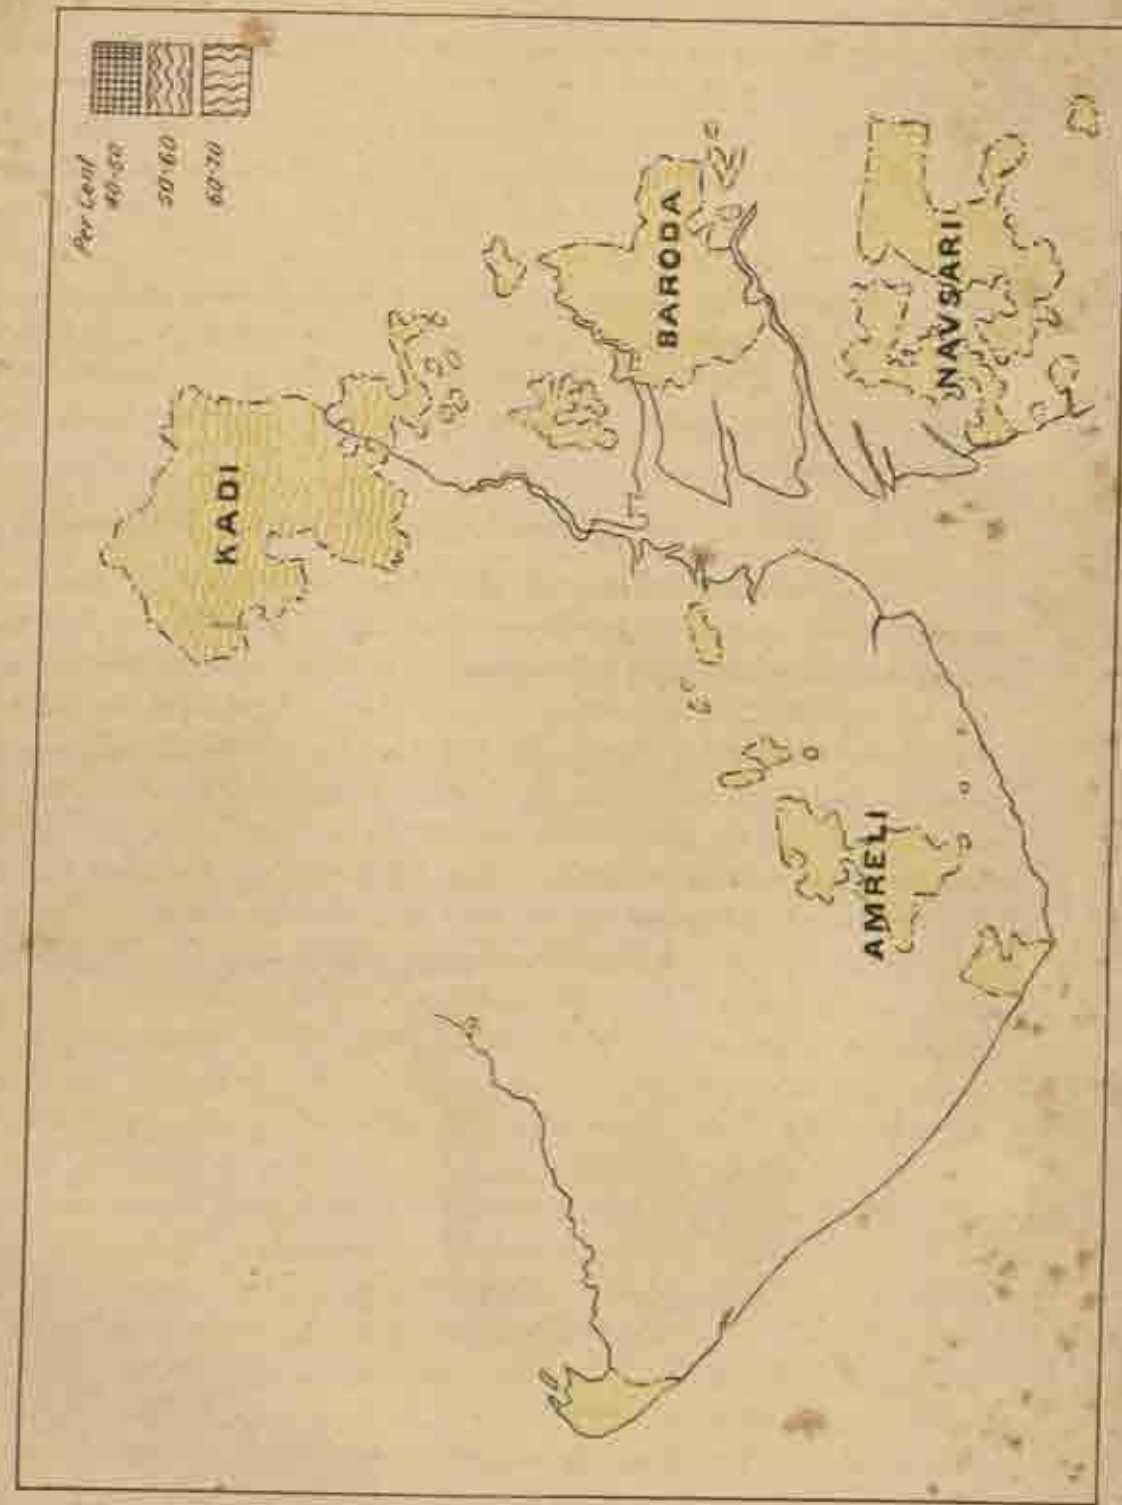 Per cent
40-50
50-60
60-70
KADI
BARODA
NAVSARI
AMRELI